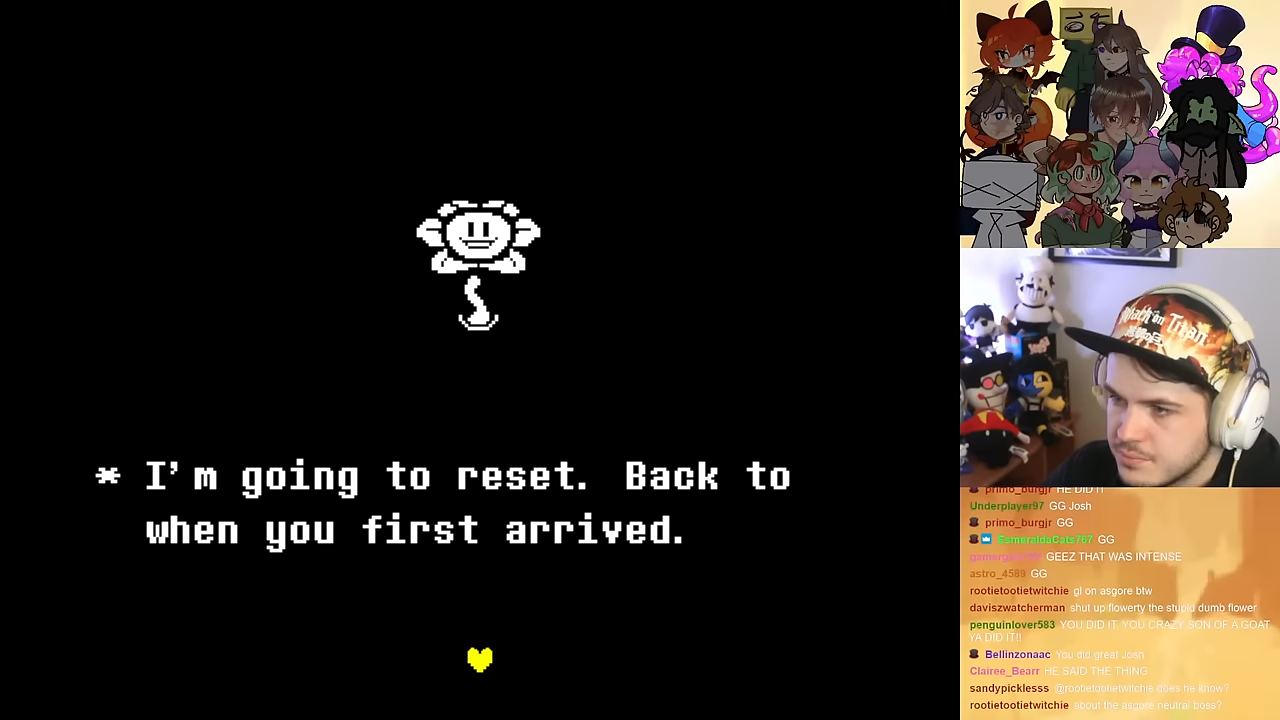 * I'm going to reset. Back to
when you first arrived.
Attack on Titan
primo_burgjr HE DID IT
Underplayer97 GG Josh
primo_burgjr GG
EsmeraldaCats767 GG
GEEZ THAT WAS INTENSE
astro_4589 GG
rootietootietwitchie gl on asgore btw
daviszwatcherman shut up flowerty the stupid dumb flower
penguinlover583 YOU DID IT, YOU CRAZY SON OF A GOAT,
YA DID IT!!
Bellinzonaac You did great Josh
Clairee_Bearr HE SAID THE THING
sandypicklesss @rootietootietwitchie does he know?
rootietootietwitchie about the asgore neutral boss?